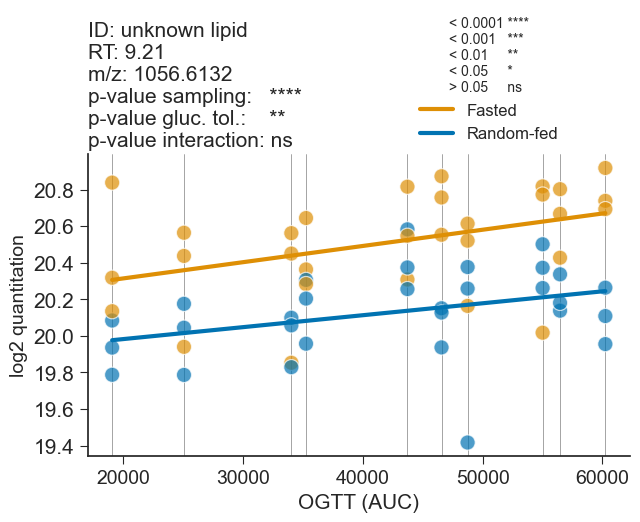 ID: unknown lipid
RT: 9.21
m/z: 1056.6132
p-value sampling: ****
p-value gluc. tol.: **
p-value interaction: ns
< 0.0001 ****
< 0.001 ***
< 0.01 **
< 0.05 *
> 0.05 ns
Fasted
Random-fed
log2 quantitation
20.8
20.6
20.4
20.2
20.0
19.8
19.6
19.4
20000 30000 40000 50000 60000
OGTT (AUC)